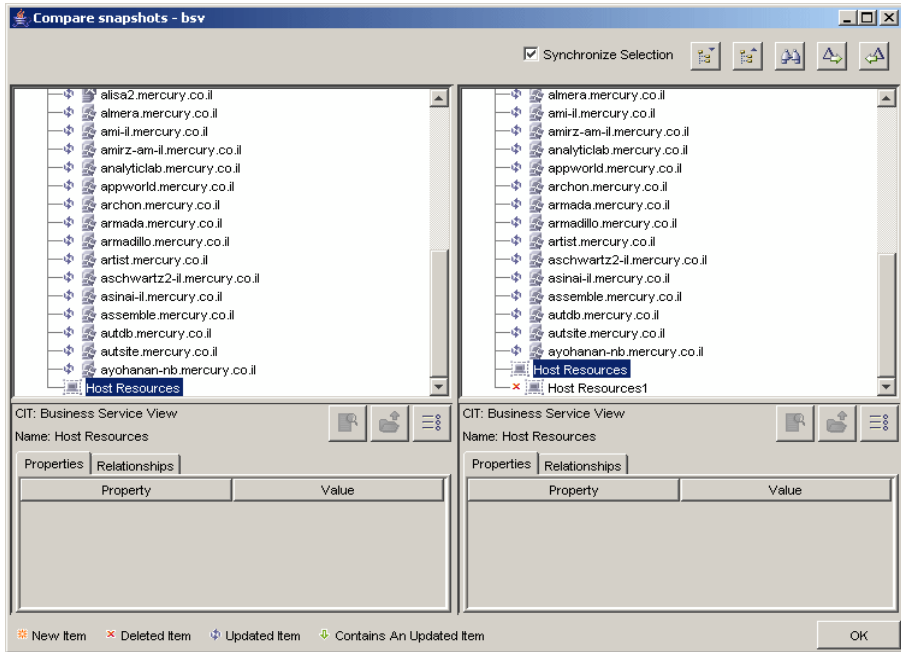 Compare snapshots - bsv
Synchronize Selection
alisa2.mercury.co.il
almera.mercury.co.il
ami-il.mercury.co.il
amirz-am-il.mercury.co.il
analyticlab.mercury.co.il
appworld.mercury.co.il
archon.mercury.co.il
armada.mercury.co.il
armadillo.mercury.co.il
artist.mercury.co.il
aschwartz2-il.mercury.co.il
asinai-il.mercury.co.il
assemble.mercury.co.il
autdb.mercury.co.il
autsite.mercury.co.il
ayohanan-nb.mercury.co.il
Host Resources
CIT: Business Service View
Name: Host Resources
Properties Relationships
Property Value
almera.mercury.co.il
ami-il.mercury.co.il
amirz-am-il.mercury.co.il
analyticlab.mercury.co.il
appworld.mercury.co.il
archon.mercury.co.il
armada.mercury.co.il
armadillo.mercury.co.il
artist.mercury.co.il
aschwartz2-il.mercury.co.il
asinai-il.mercury.co.il
assemble.mercury.co.il
autdb.mercury.co.il
autsite.mercury.co.il
ayohanan-nb.mercury.co.il
Host Resources
Host Resources1
CIT: Business Service View
Name: Host Resources
Properties Relationships
Property Value
New Item Deleted Item Updated Item Contains An Updated Item OK